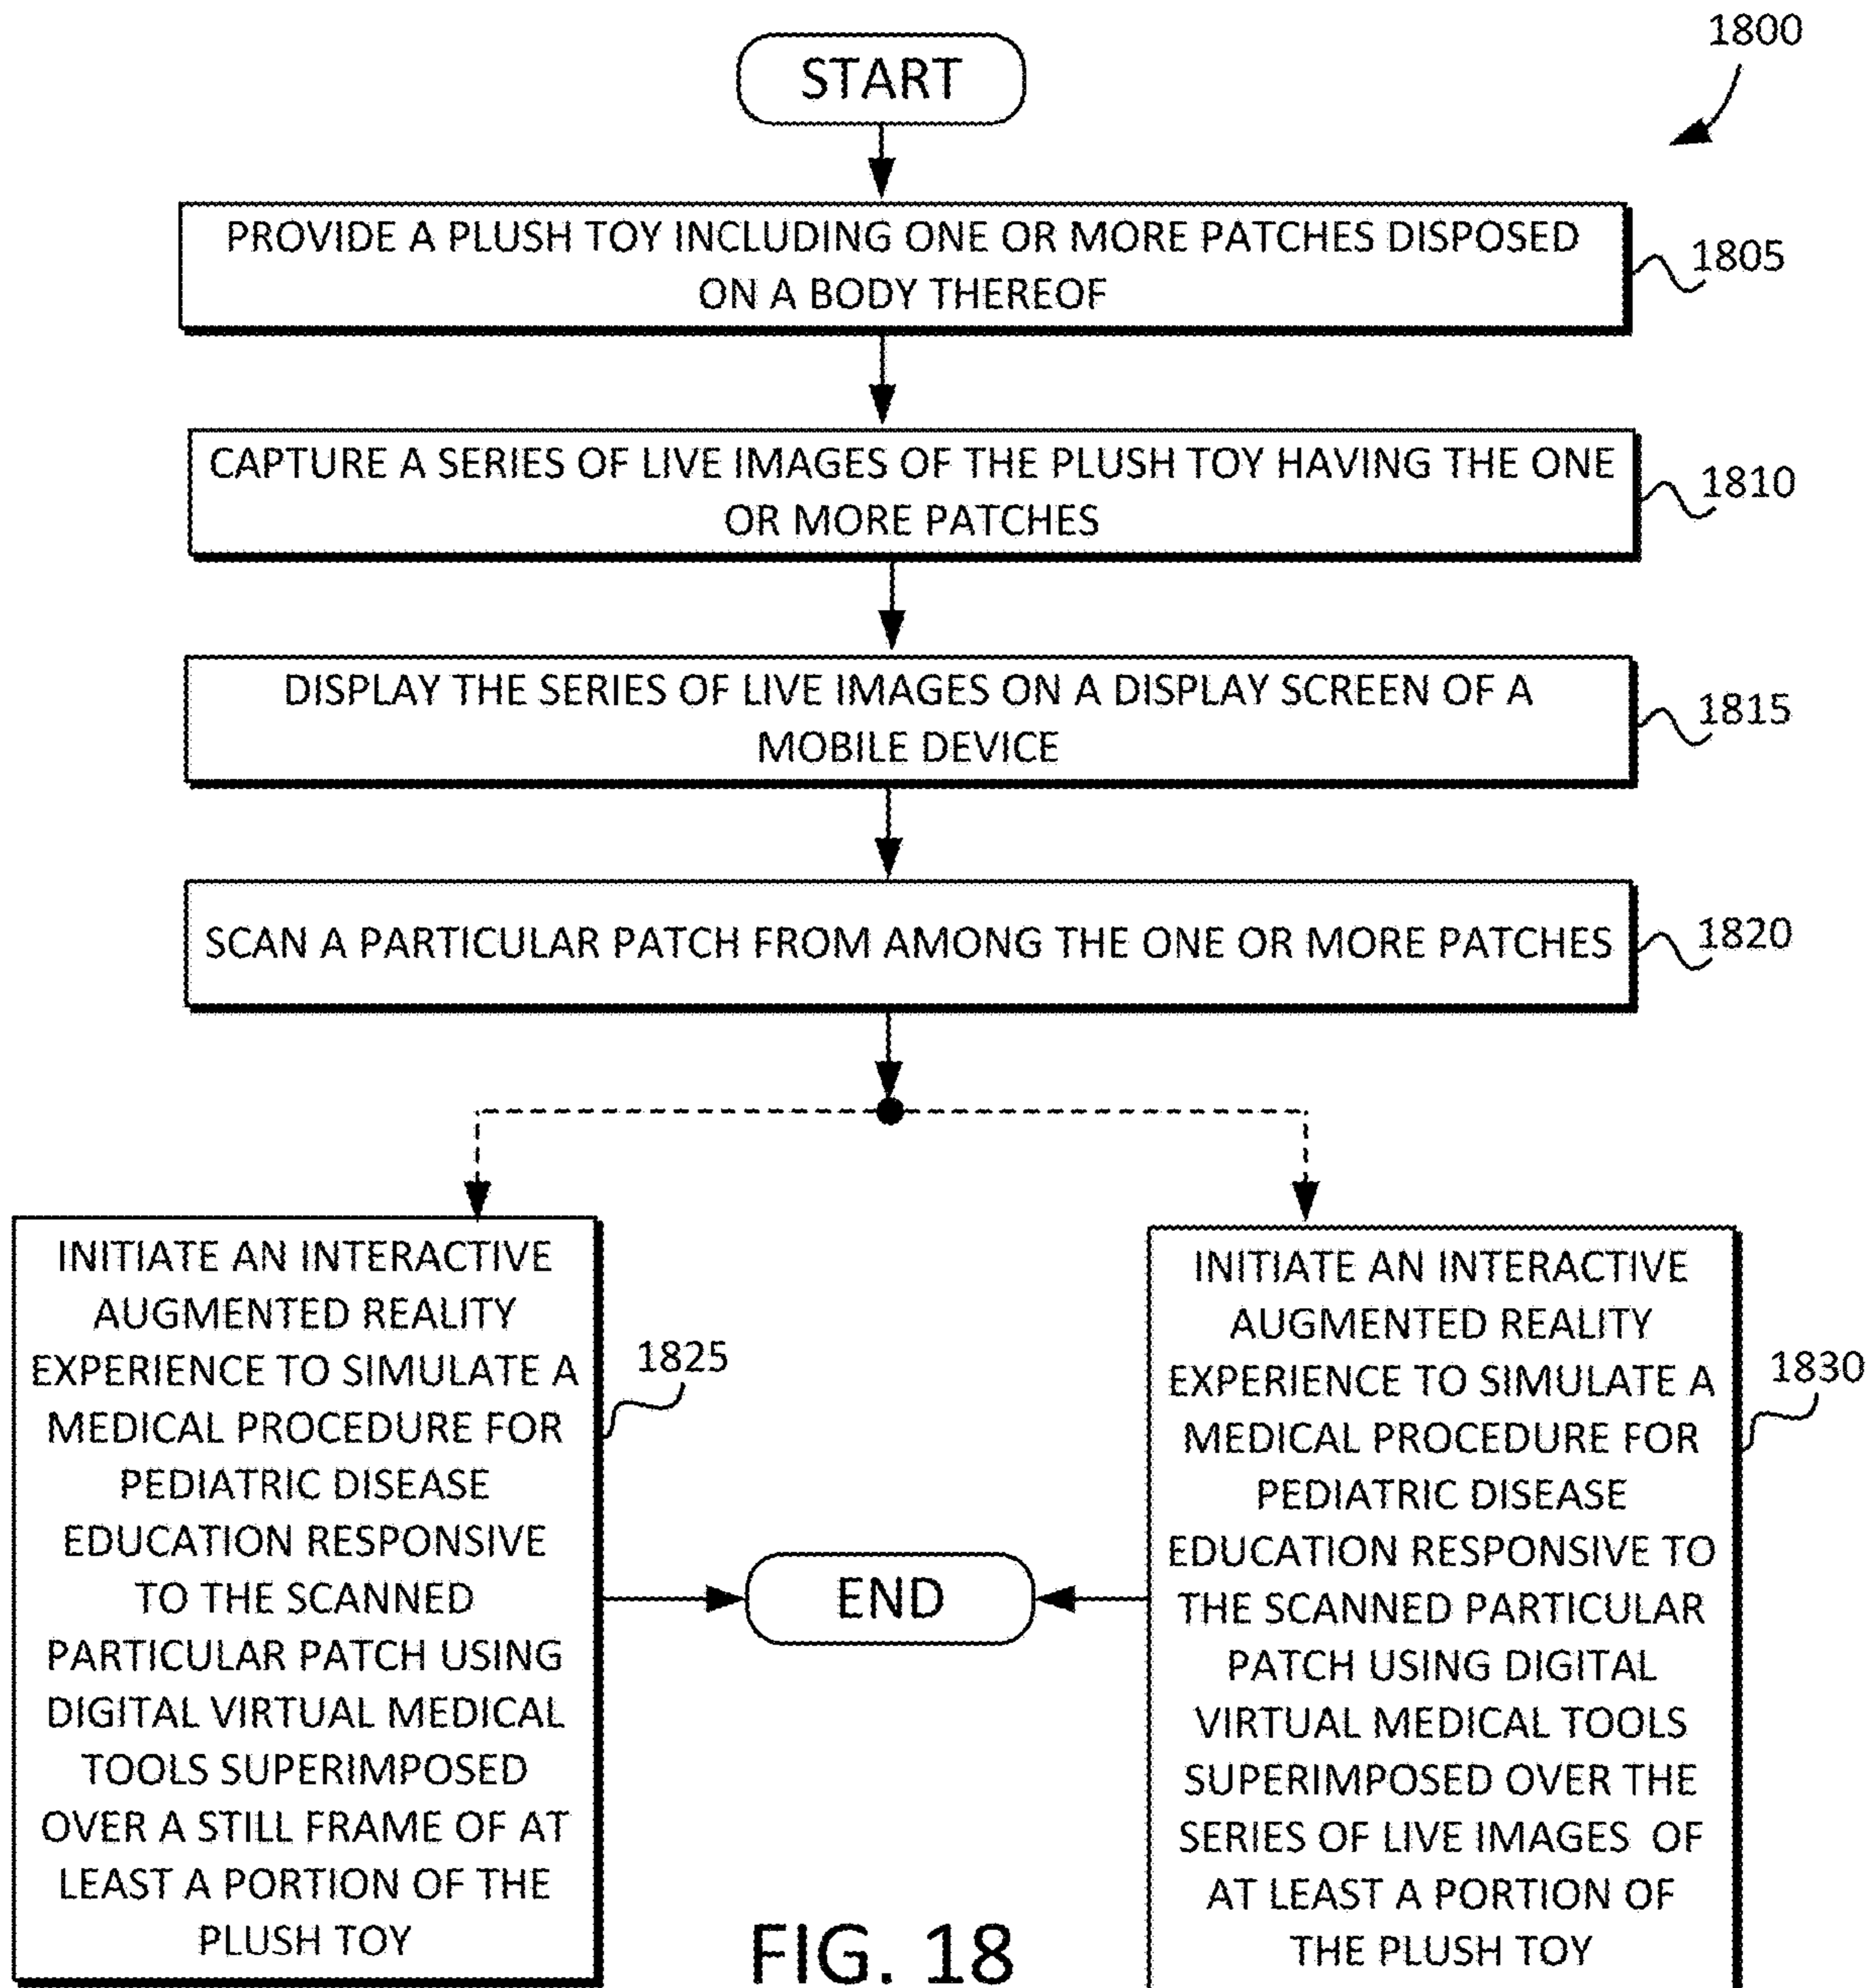 1800
START
PROVIDE A PLUSH TOY INCLUDING ONE OR MORE PATCHES DISPOSED
ON A BODY THEREOF
1805
CAPTURE A SERIES OF LIVE IMAGES OF THE PLUSH TOY HAVING THE ONE
OR MORE PATCHES
1810
DISPLAY THE SERIES OF LIVE IMAGES ON A DISPLAY SCREEN OF A
MOBILE DEVICE
1815
SCAN A PARTICULAR PATCH FROM AMONG THE ONE OR MORE PATCHES
1820
INITIATE AN INTERACTIVE
AUGMENTED REALITY
EXPERIENCE TO SIMULATE A
MEDICAL PROCEDURE FOR
PEDIATRIC DISEASE
EDUCATION RESPONSIVE
TO THE SCANNED
PARTICULAR PATCH USING
DIGITAL VIRTUAL MEDICAL
TOOLS SUPERIMPOSED
OVER A STILL FRAME OF AT
LEAST A PORTION OF THE
PLUSH TOY
1825
END
INITIATE AN INTERACTIVE
AUGMENTED REALITY
EXPERIENCE TO SIMULATE A
MEDICAL PROCEDURE FOR
PEDIATRIC DISEASE
EDUCATION RESPONSIVE TO
THE SCANNED PARTICULAR
PATCH USING DIGITAL
VIRTUAL MEDICAL TOOLS
SUPERIMPOSED OVER THE
SERIES OF LIVE IMAGES OF
AT LEAST A PORTION OF
THE PLUSH TOY
1830
FIG. 18